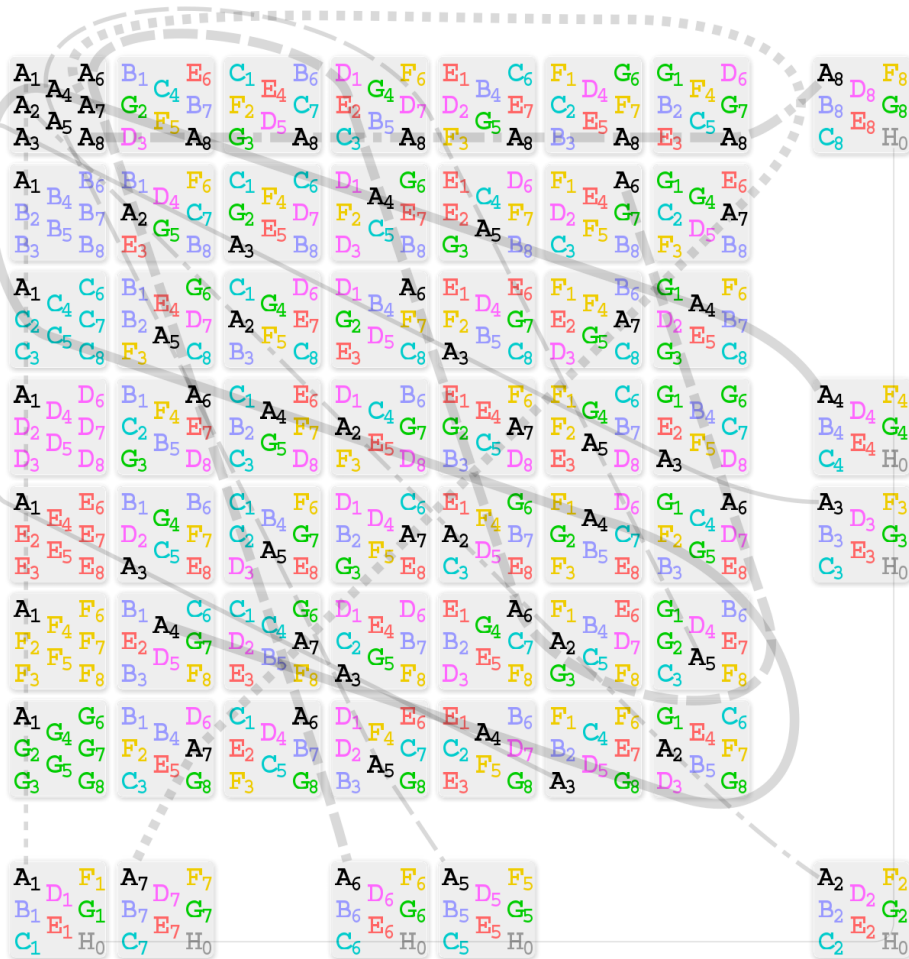 A₁ A₂ A₃ A₄ A₅ A₆ A₇ A₈
B₁ G₂ D₃ C₄ F₅ E₆ B₇ A₈
C₁ F₂ G₃ E₄ D₅ B₆ C₇ A₈
D₁ E₂ C₃ G₄ B₅ F₆ D₇ A₈
E₁ D₂ F₃ B₄ G₅ C₆ E₇ A₈
F₁ C₂ B₃ D₄ E₅ G₆ F₇ A₈
G₁ B₂ E₃ F₄ C₅ D₆ G₇ A₈
A₈ B₈ C₈ D₈ E₈ F₈ G₈ H₀
A₁ B₂ B₃ B₄ B₅ B₆ B₇ B₈
B₁ A₂ E₃ D₄ G₅ F₆ C₇ B₈
C₁ G₂ A₃ F₄ E₅ C₆ D₇ B₈
D₁ F₂ D₃ A₄ C₅ G₆ E₇ B₈
E₁ E₂ G₃ C₄ A₅ D₆ F₇ B₈
F₁ D₂ C₃ E₄ F₅ A₆ G₇ B₈
G₁ C₂ F₃ G₄ D₅ E₆ A₇ B₈
A₁ C₂ C₃ C₄ C₅ C₆ C₇ C₈
B₁ B₂ F₃ E₄ A₅ G₆ D₇ C₈
C₁ A₂ B₃ G₄ F₅ D₆ E₇ C₈
D₁ G₂ E₃ B₄ D₅ A₆ F₇ C₈
E₁ F₂ A₃ D₄ B₅ E₆ G₇ C₈
F₁ E₂ D₃ F₄ G₅ B₆ A₇ C₈
G₁ D₂ G₃ A₄ E₅ F₆ B₇ C₈
A₁ D₂ D₃ D₄ D₅ D₆ D₇ D₈
B₁ C₂ G₃ F₄ B₅ A₆ E₇ D₈
C₁ B₂ C₃ A₄ G₅ E₆ F₇ D₈
D₁ A₂ F₃ C₄ E₅ B₆ G₇ D₈
E₁ G₂ B₃ E₄ C₅ F₆ A₇ D₈
F₁ F₂ E₃ G₄ A₅ C₆ B₇ D₈
G₁ E₂ A₃ B₄ F₅ G₆ C₇ D₈
A₄ B₄ C₄ D₄ E₄ F₄ G₄ H₀
A₁ E₂ E₃ E₄ E₅ E₆ E₇ E₈
B₁ D₂ A₃ G₄ C₅ B₆ F₇ E₈
C₁ C₂ D₃ B₄ A₅ F₆ G₇ E₈
D₁ B₂ G₃ D₄ F₅ C₆ A₇ E₈
E₁ A₂ C₃ F₄ D₅ G₆ B₇ E₈
F₁ G₂ F₃ A₄ B₅ D₆ C₇ E₈
G₁ F₂ B₃ C₄ G₅ A₆ D₇ E₈
A₃ B₃ C₃ D₃ E₃ F₃ G₃ H₀
A₁ F₂ F₃ F₄ F₅ F₆ F₇ F₈
B₁ E₂ B₃ A₄ D₅ C₆ G₇ F₈
C₁ D₂ E₃ C₄ B₅ G₆ A₇ F₈
D₁ C₂ A₃ E₄ G₅ D₆ B₇ F₈
E₁ B₂ D₃ G₄ E₅ A₆ C₇ F₈
F₁ A₂ G₃ B₄ C₅ E₆ D₇ F₈
G₁ G₂ C₃ D₄ A₅ B₆ E₇ F₈
A₁ G₂ G₃ G₄ G₅ G₆ G₇ G₈
B₁ F₂ C₃ B₄ E₅ D₆ A₇ G₈
C₁ E₂ F₃ D₄ C₅ A₆ B₇ G₈
D₁ D₂ B₃ F₄ A₅ E₆ C₇ G₈
E₁ C₂ E₃ A₄ F₅ B₆ D₇ G₈
F₁ B₂ A₃ C₄ D₅ F₆ E₇ G₈
G₁ A₂ D₃ E₄ B₅ C₆ F₇ G₈
A₁ B₁ C₁ D₁ E₁ F₁ G₁ H₀
A₇ B₇ C₇ D₇ E₇ F₇ G₇ H₀
A₆ B₆ C₆ D₆ E₆ F₆ G₆ H₀
A₅ B₅ C₅ D₅ E₅ F₅ G₅ H₀
A₂ B₂ C₂ D₂ E₂ F₂ G₂ H₀